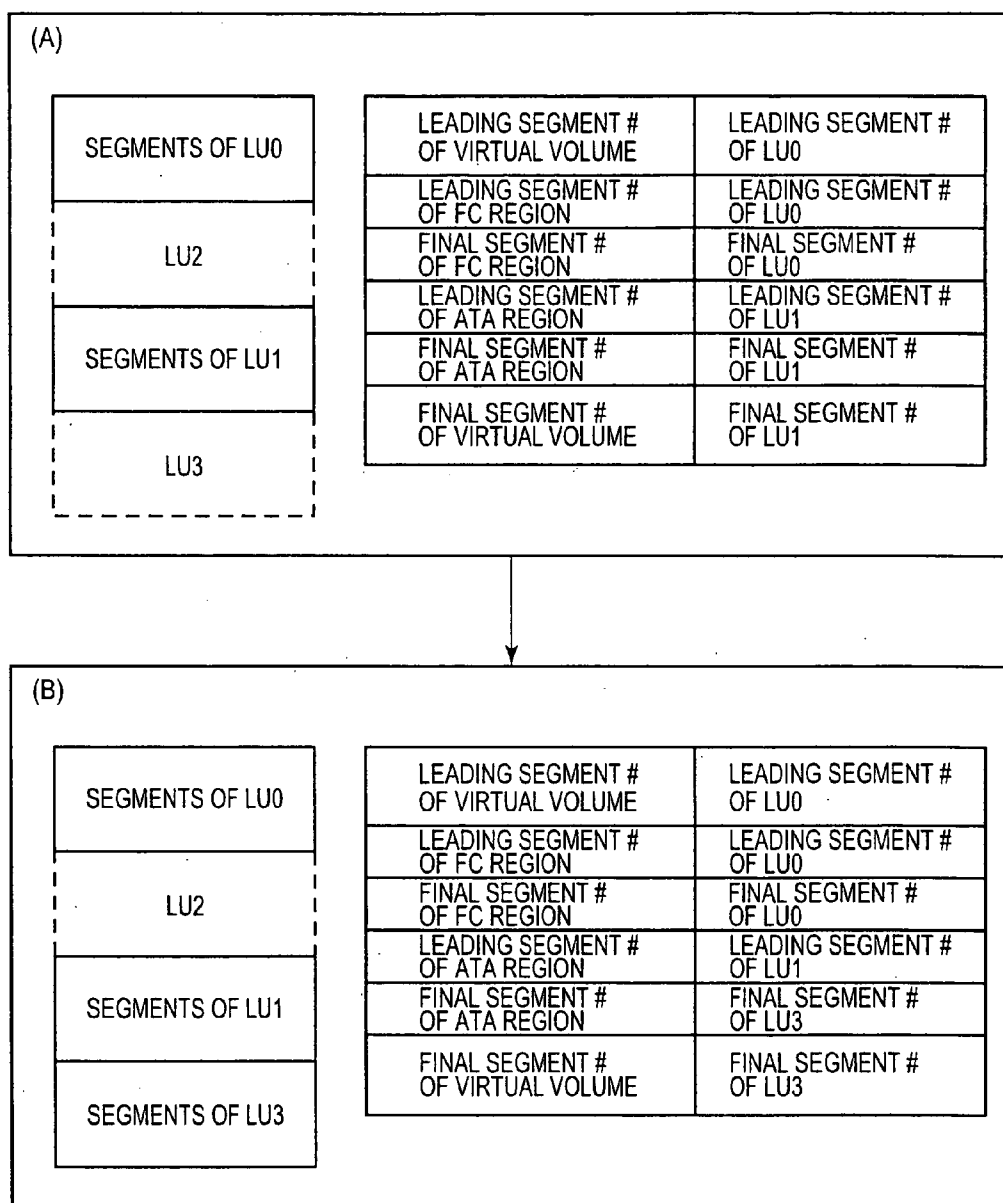 (A)
SEGMENTS OF LU0
LU2
SEGMENTS OF LU1
LU3
LEADING SEGMENT #
OF VIRTUAL VOLUME
LEADING SEGMENT #
OF LU0
LEADING SEGMENT #
OF FC REGION
LEADING SEGMENT #
OF LU0
FINAL SEGMENT #
OF FC REGION
FINAL SEGMENT #
OF LU0
LEADING SEGMENT #
OF ATA REGION
LEADING SEGMENT #
OF LU1
FINAL SEGMENT #
OF ATA REGION
FINAL SEGMENT #
OF LU1
FINAL SEGMENT #
OF VIRTUAL VOLUME
FINAL SEGMENT #
OF LU1
(B)
SEGMENTS OF LU0
LU2
SEGMENTS OF LU1
SEGMENTS OF LU3
LEADING SEGMENT #
OF VIRTUAL VOLUME
LEADING SEGMENT #
OF LU0
LEADING SEGMENT #
OF FC REGION
LEADING SEGMENT #
OF LU0
FINAL SEGMENT #
OF FC REGION
FINAL SEGMENT #
OF LU0
LEADING SEGMENT #
OF ATA REGION
LEADING SEGMENT #
OF LU1
FINAL SEGMENT #
OF ATA REGION
FINAL SEGMENT #
OF LU3
FINAL SEGMENT #
OF VIRTUAL VOLUME
FINAL SEGMENT #
OF LU3